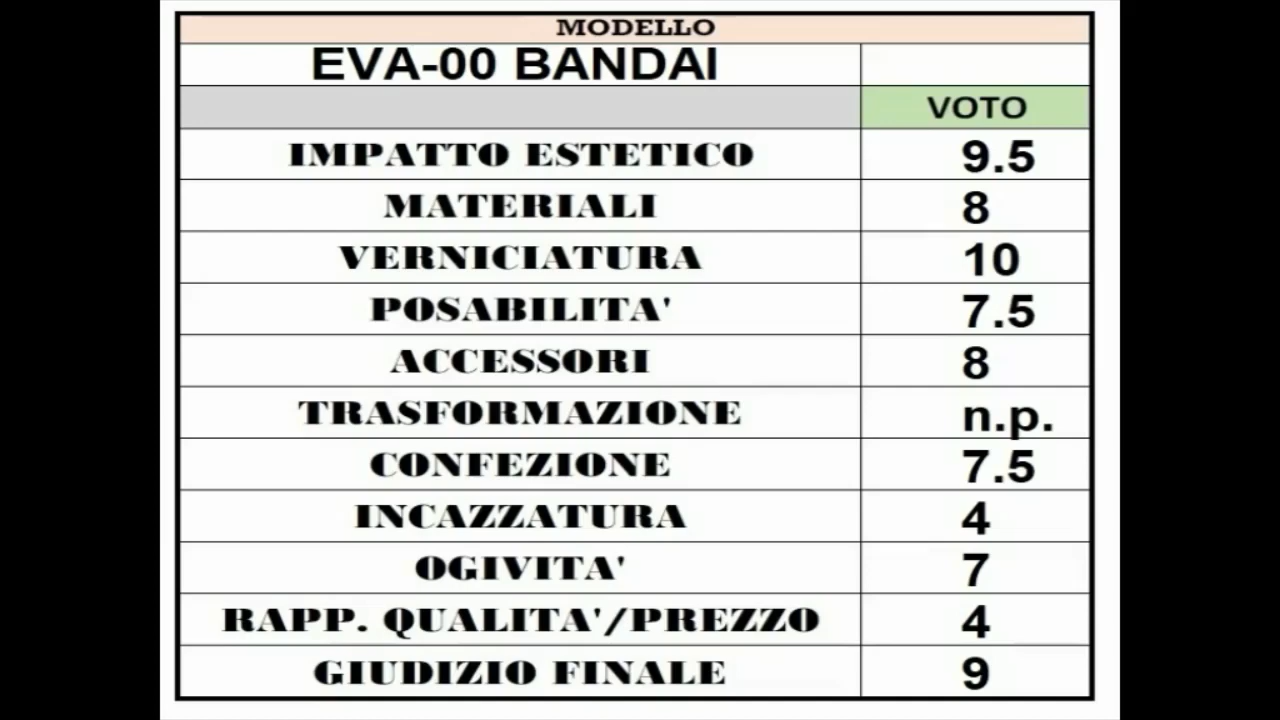 MODELLO
EVA-00 BANDAI
VOTO
IMPATTO ESTETICO 9.5
MATERIALI 8
VERNICIATURA 10
POSABILITA' 7.5
ACCESSORI 8
TRASFORMAZIONE n.p.
CONFEZIONE 7.5
INCAZZATURA 4
OGIVITA' 7
RAPP. QUALITA'/PREZZO 4
GIUDIZIO FINALE 9